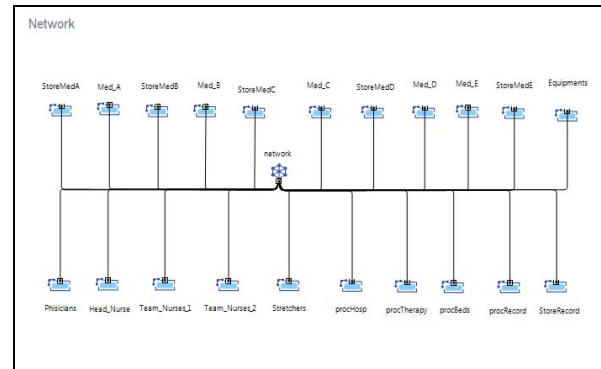 Network
StoreMedA Med_A StoreMedB Med_B StoreMedC Med_C StoreMedD Med_D Med_E StoreMedE Equipments
network
Phisicians Head_Nurse Team_Nurses_1 Team_Nurses_2 Stretchers procHosp procTherapy procBeds procRecord StoreRecord